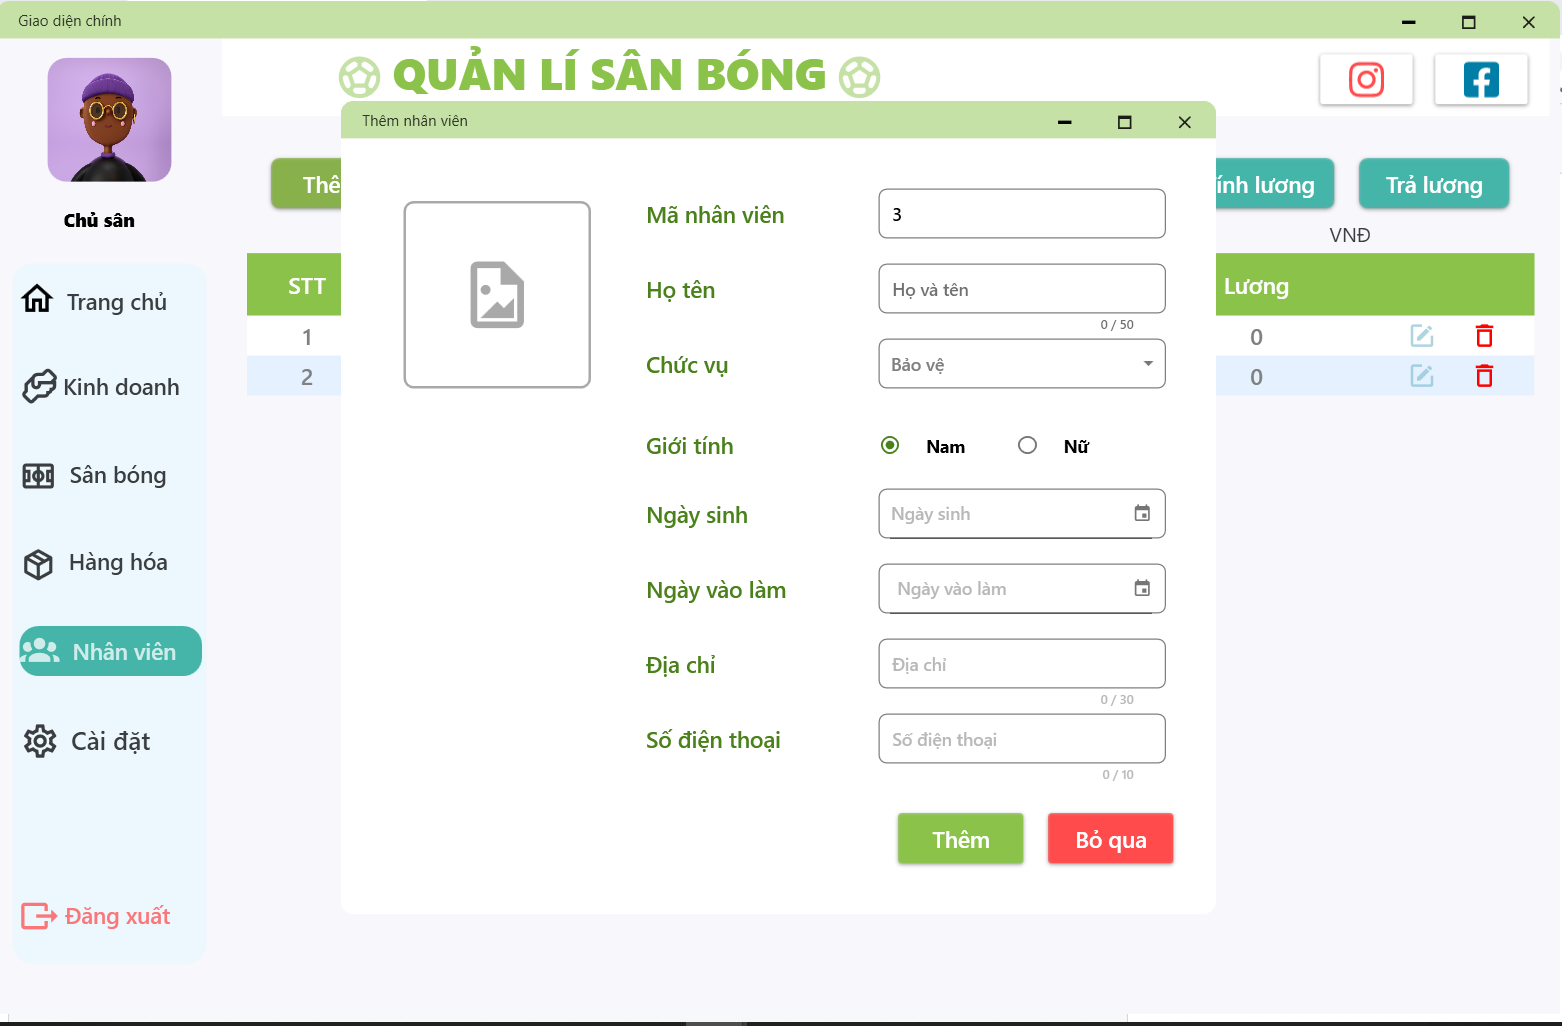 Giao diện chính
QUẢN LÍ SÂN BÓNG
Chủ sân
Trang chủ
Kinh doanh
Sân bóng
Hàng hóa
Nhân viên
Cài đặt
Đăng xuất
Trả lương
VNĐ
STT
Lương
1
0
2
0
Thêm nhân viên
Mã nhân viên
3
Họ tên
Họ và tên
0 / 50
Chức vụ
Bảo vệ
Giới tính
Nam
Nữ
Ngày sinh
Ngày sinh
Ngày vào làm
Ngày vào làm
Địa chỉ
Địa chỉ
0 / 30
Số điện thoại
Số điện thoại
0 / 10
Thêm
Bỏ qua